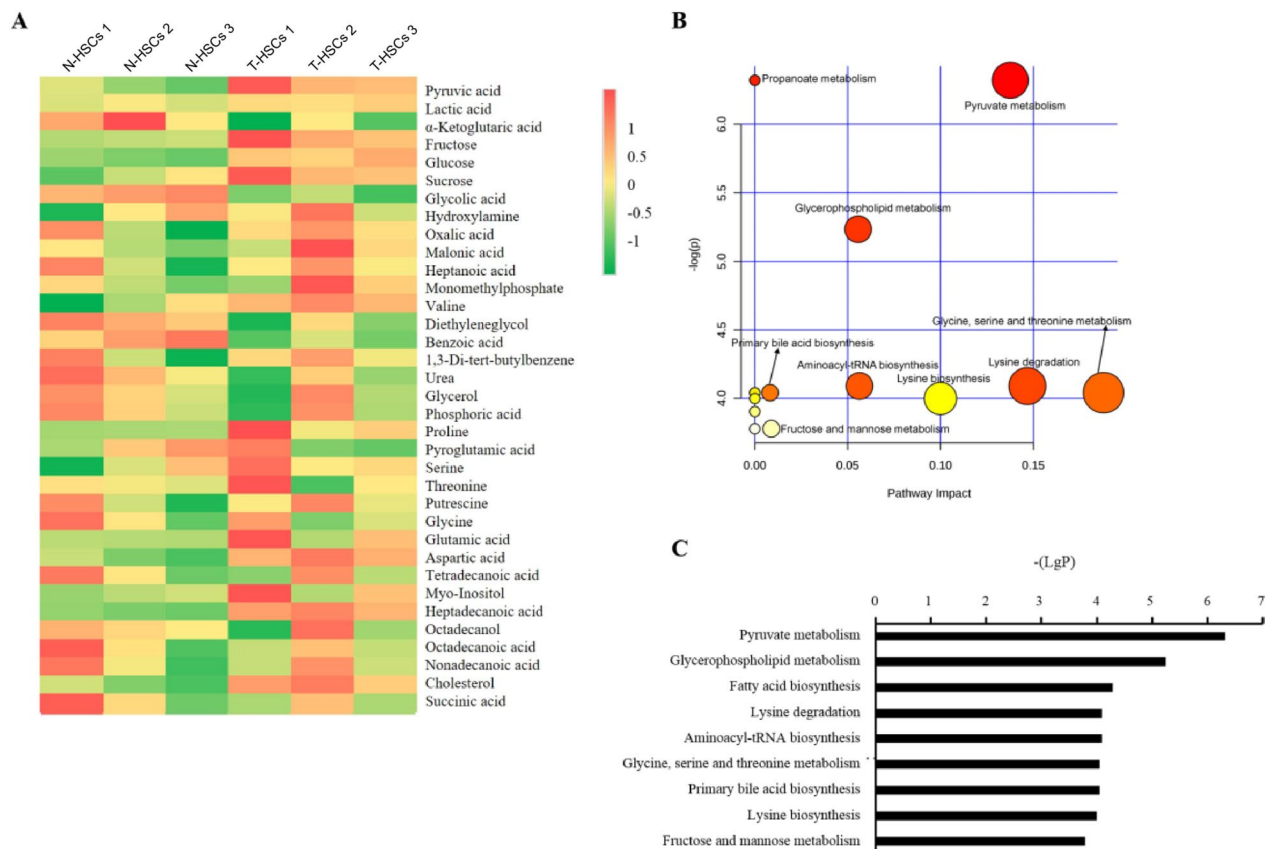 A
N-HSCs 1
N-HSCs 2
N-HSCs 3
T-HSCs 1
T-HSCs 2
T-HSCs 3
Pyruvic acid
Lactic acid
α-Ketoglutaric acid
Fructose
Glucose
Sucrose
Glycolic acid
Hydroxylamine
Oxalic acid
Malonic acid
Heptanoic acid
Monomethylphosphate
Valine
Diethyleneglycol
Benzoic acid
1,3-Di-tert-butylbenzene
Urea
Glycerol
Phosphoric acid
Proline
Pyroglutamic acid
Serine
Threonine
Putrescine
Glycine
Glutamic acid
Aspartic acid
Tetradecanoic acid
Myo-Inositol
Heptadecanoic acid
Octadecanol
Octadecanoic acid
Nonadecanoic acid
Cholesterol
Succinic acid
1
0.5
0
-0.5
-1
B
Propanoate metabolism
Pyruvate metabolism
6.0
5.5
Glycerophospholipid metabolism
-log(p)
5.0
4.5
Glycine, serine and threonine metabolism
Primary bile acid biosynthesis
Aminoacyl-tRNA biosynthesis
Lysine degradation
Lysine biosynthesis
4.0
Fructose and mannose metabolism
0.00
0.05
0.10
0.15
Pathway Impact
C
-(LgP)
0 1 2 3 4 5 6 7
Pyruvate metabolism
Glycerophospholipid metabolism
Fatty acid biosynthesis
Lysine degradation
Aminoacyl-tRNA biosynthesis
Glycine, serine and threonine metabolism
Primary bile acid biosynthesis
Lysine biosynthesis
Fructose and mannose metabolism